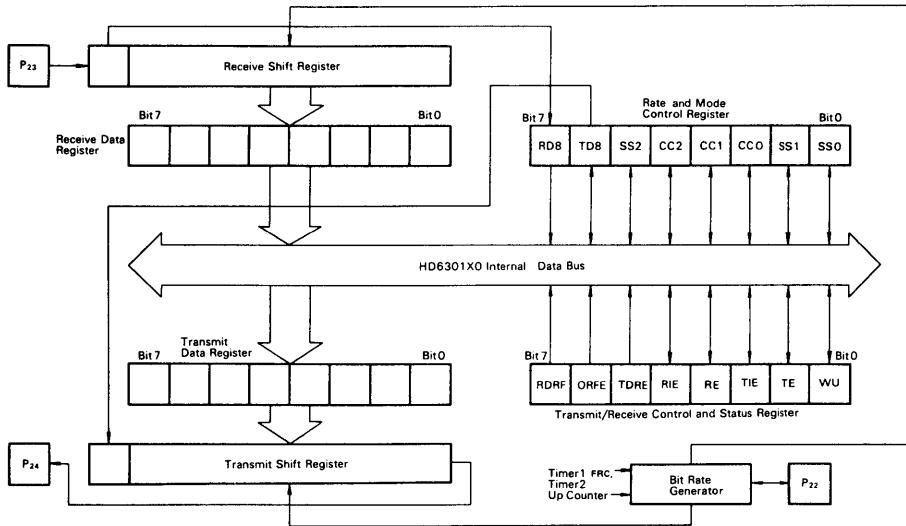 P23
Receive Shift Register
Bit 7
Bit 0
Receive Data
Register
Rate and Mode
Control Register
Bit 7
Bit 0
RD8 TD8 SS2 CC2 CC1 CC0 SS1 SS0
HD6301X0 Internal Data Bus
Transmit
Data Register
Bit 7
Bit 0
Bit 7
Bit 0
RDRF ORFE TDRE RIE RE TIE TE WU
Transmit/Receive Control and Status Register
P24
Transmit Shift Register
Timer1 FRC,
Timer2
Up Counter
Bit Rate
Generator
P22